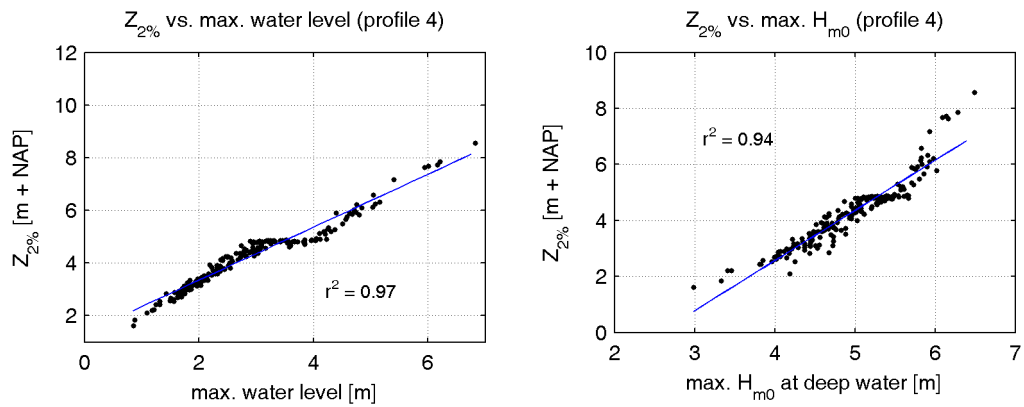 Z2% vs. max. water level (profile 4)
12
10
8
6
4
2
0
2
4
6
Z2% [m + NAP]
r2 = 0.97
max. water level [m]
Z2% vs. max. Hm0 (profile 4)
10
8
6
4
2
0
2
3
4
5
6
7
Z2% [m + NAP]
r2 = 0.94
max. Hm0 at deep water [m]